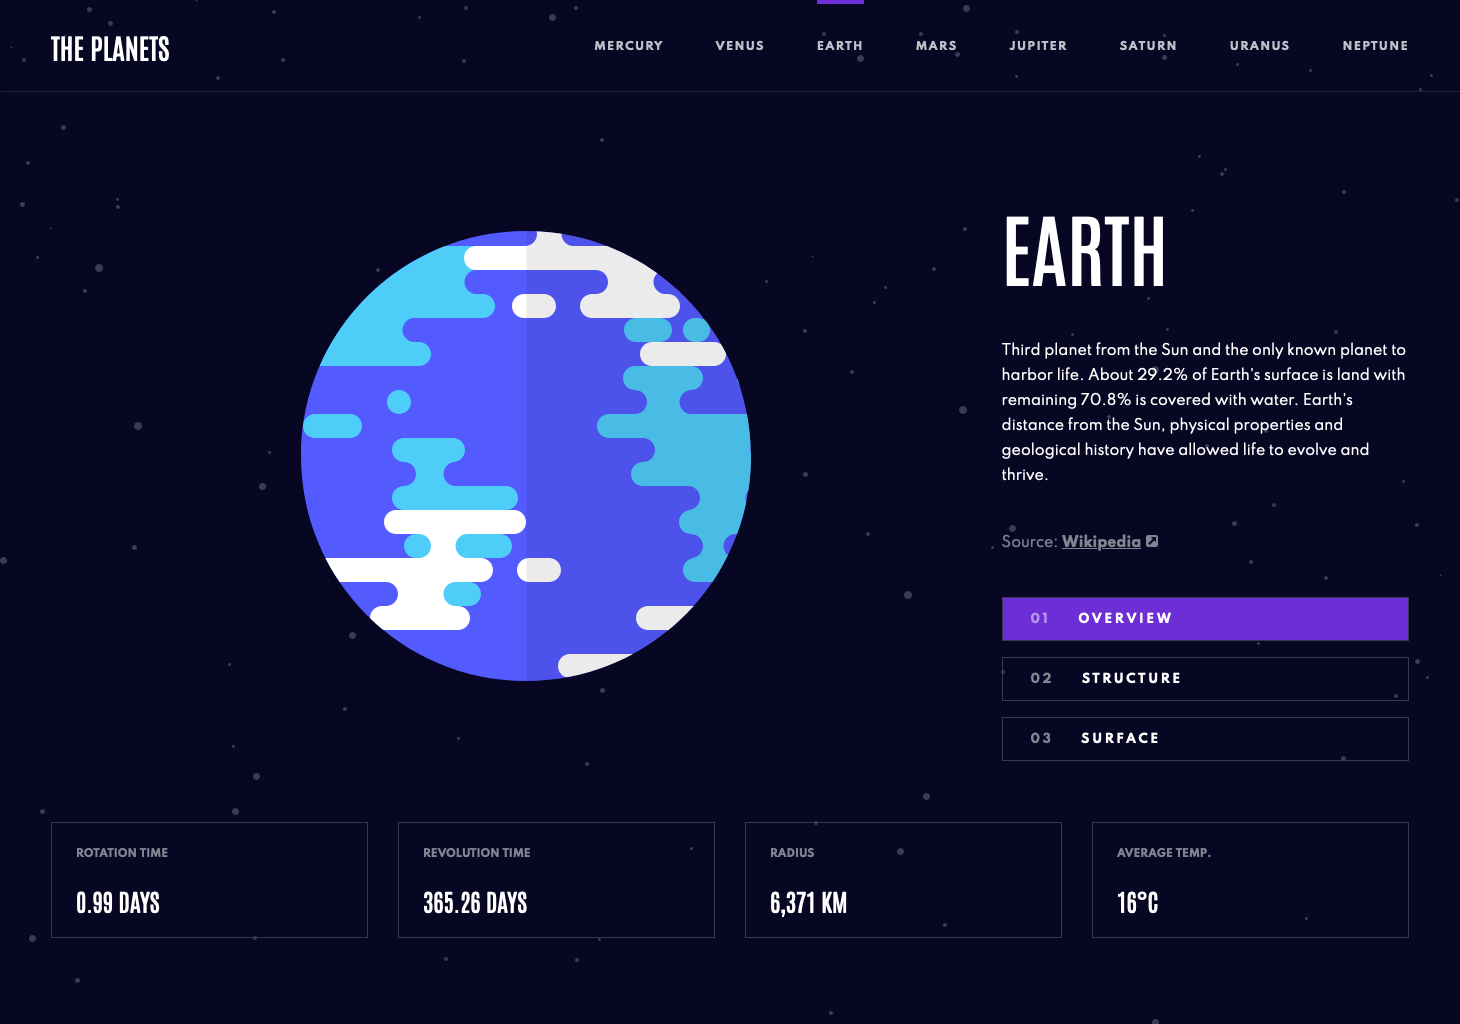 THE PLANETS
MERCURY VENUS EARTH MARS JUPITER SATURN URANUS NEPTUNE
EARTH
Third planet from the Sun and the only known planet to
harbor life. About 29.2% of Earth's surface is land with
remaining 70.8% is covered with water. Earth's
distance from the Sun, physical properties and
geological history have allowed life to evolve and
thrive.
Source: Wikipedia
01 OVERVIEW
02 STRUCTURE
03 SURFACE
ROTATION TIME
0.99 DAYS
REVOLUTION TIME
365.26 DAYS
RADIUS
6,371 KM
AVERAGE TEMP.
16°C